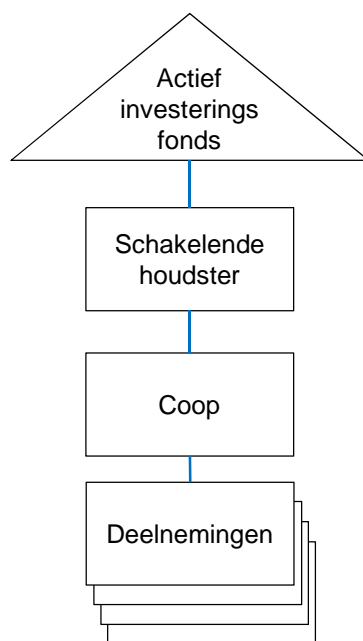 Actief
investerings
fonds
Schakelende
houdster
Coop
Deelnemingen